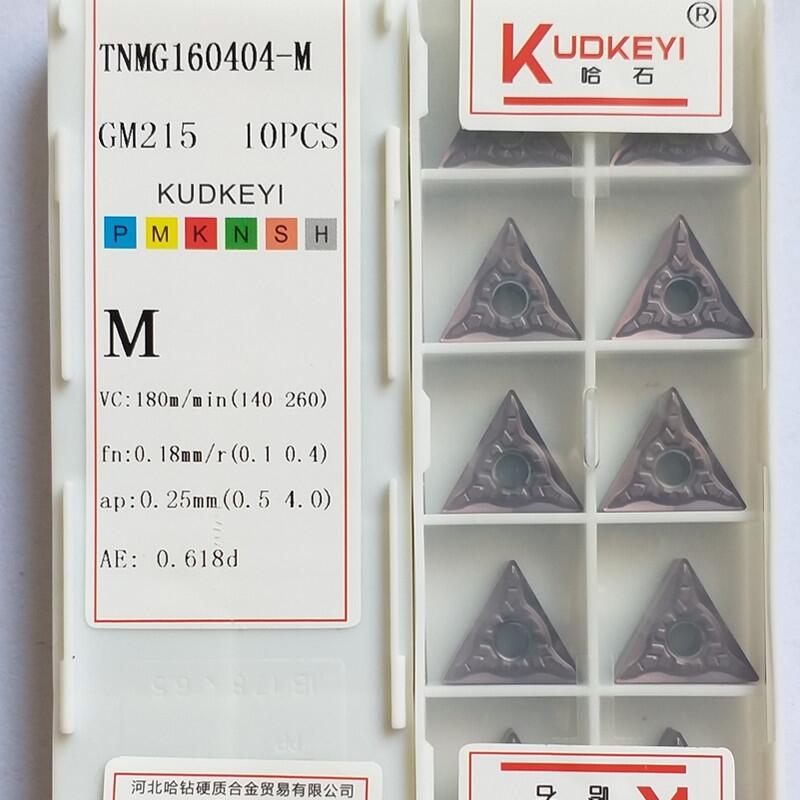 TNMG160404-M
GM215 10PCS
KUDKEYI
P M K N S H
M
VC:180m/min(140 260)
fn:0.18mm/r(0.1 0.4)
ap:0.25mm(0.5 4.0)
AE: 0.618d
河北哈钻硬质合金贸易有限公司
KUDKEYI ®
哈石